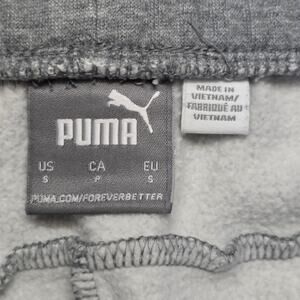 PUMA
US CA EU
S P S
PUMA.COM/FOREVERBETTER
MADE IN
VIETNAM/
FABRIQUÉ AU
VIETNAM